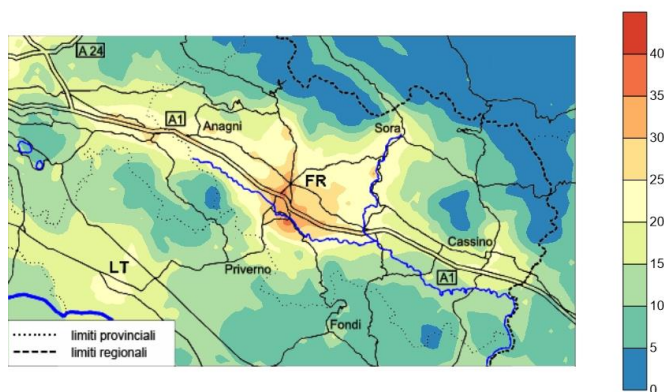 A 24
A1
Anagni
Sora
FR
Cassino
LT
Priverno
A1
Fondi
limiti provinciali
limiti regionali
40
35
30
25
20
15
10
5
0